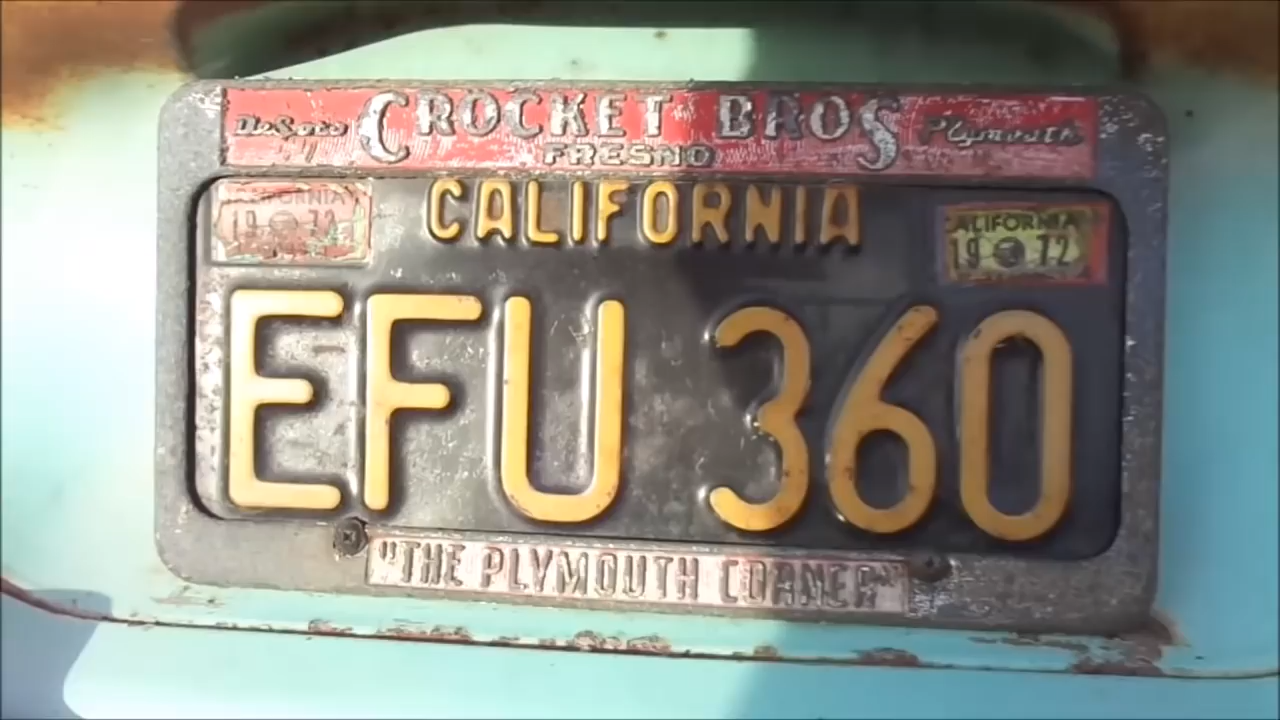 DeSoto CROCKET BROS Plymouth
FRESNO
CALIFORNIA
CALIFORNIA
19 72
CALIFORNIA
19 72
EFU 360
"THE PLYMOUTH CORNER"